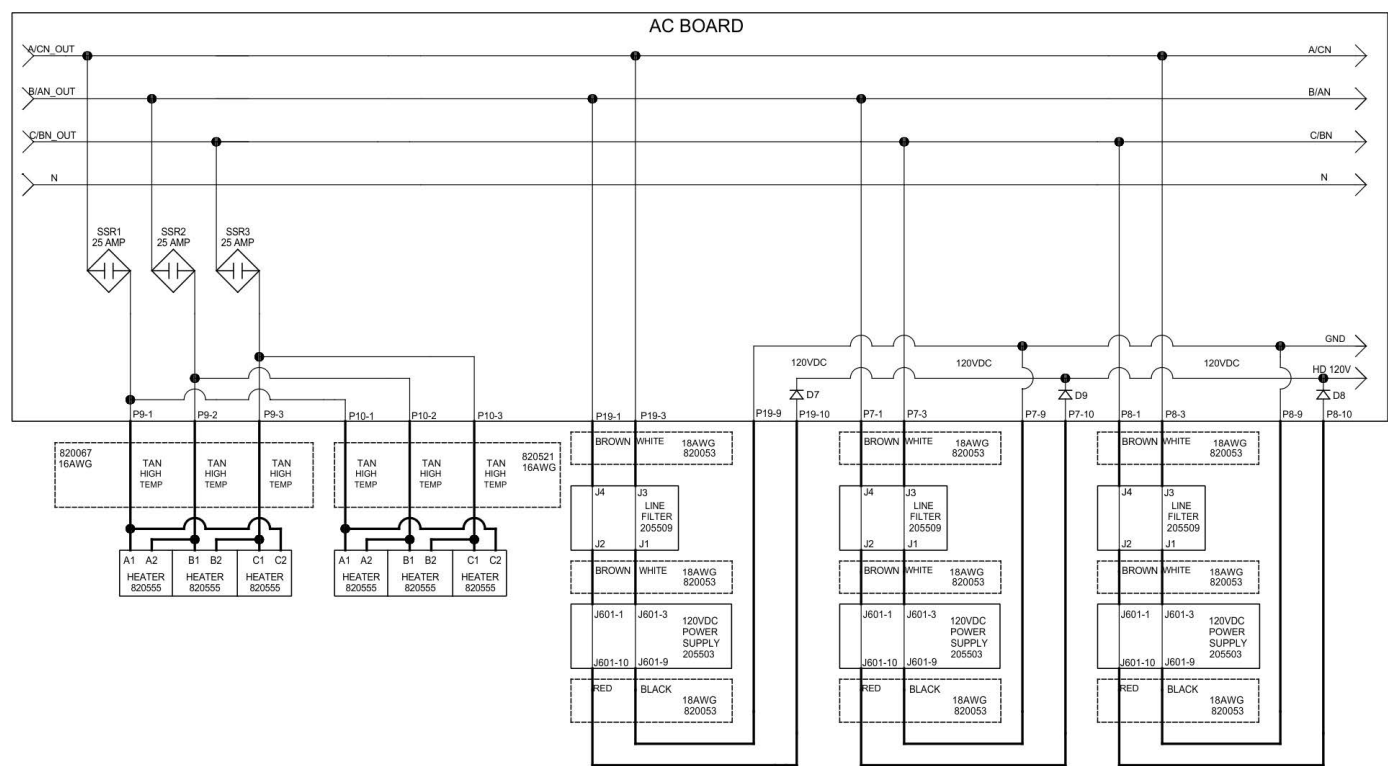 AC BOARD
A/CN_OUT
A/CN
B/AN_OUT
B/AN
C/BN_OUT
C/BN
N
N
SSR1
25 AMP
SSR2
25 AMP
SSR3
25 AMP
GND
120VDC
120VDC
120VDC
HD 120V
D7
D9
D8
P9-1
P9-2
P9-3
P10-1
P10-2
P10-3
P19-1
P19-3
P19-9
P19-10
P7-1
P7-3
P7-9
P7-10
P8-1
P8-3
P8-9
P8-10
820067
16AWG
TAN
HIGH
TEMP
TAN
HIGH
TEMP
TAN
HIGH
TEMP
TAN
HIGH
TEMP
TAN
HIGH
TEMP
TAN
HIGH
TEMP
820521
16AWG
A1
A2
B1
B2
C1
C2
HEATER
820555
HEATER
820555
HEATER
820555
A1
A2
B1
B2
C1
C2
HEATER
820555
HEATER
820555
HEATER
820555
BROWN
WHITE
18AWG
820053
J4
J3
LINE
FILTER
205509
J2
J1
BROWN
WHITE
18AWG
820053
J601-1
J601-3
120VDC
POWER
SUPPLY
205503
J601-10
J601-9
RED
BLACK
18AWG
820053
BROWN
WHITE
18AWG
820053
J4
J3
LINE
FILTER
205509
J2
J1
BROWN
WHITE
18AWG
820053
J601-1
J601-3
120VDC
POWER
SUPPLY
205503
J601-10
J601-9
RED
BLACK
18AWG
820053
BROWN
WHITE
18AWG
820053
J4
J3
LINE
FILTER
205509
J2
J1
BROWN
WHITE
18AWG
820053
J601-1
J601-3
120VDC
POWER
SUPPLY
205503
J601-10
J601-9
RED
BLACK
18AWG
820053